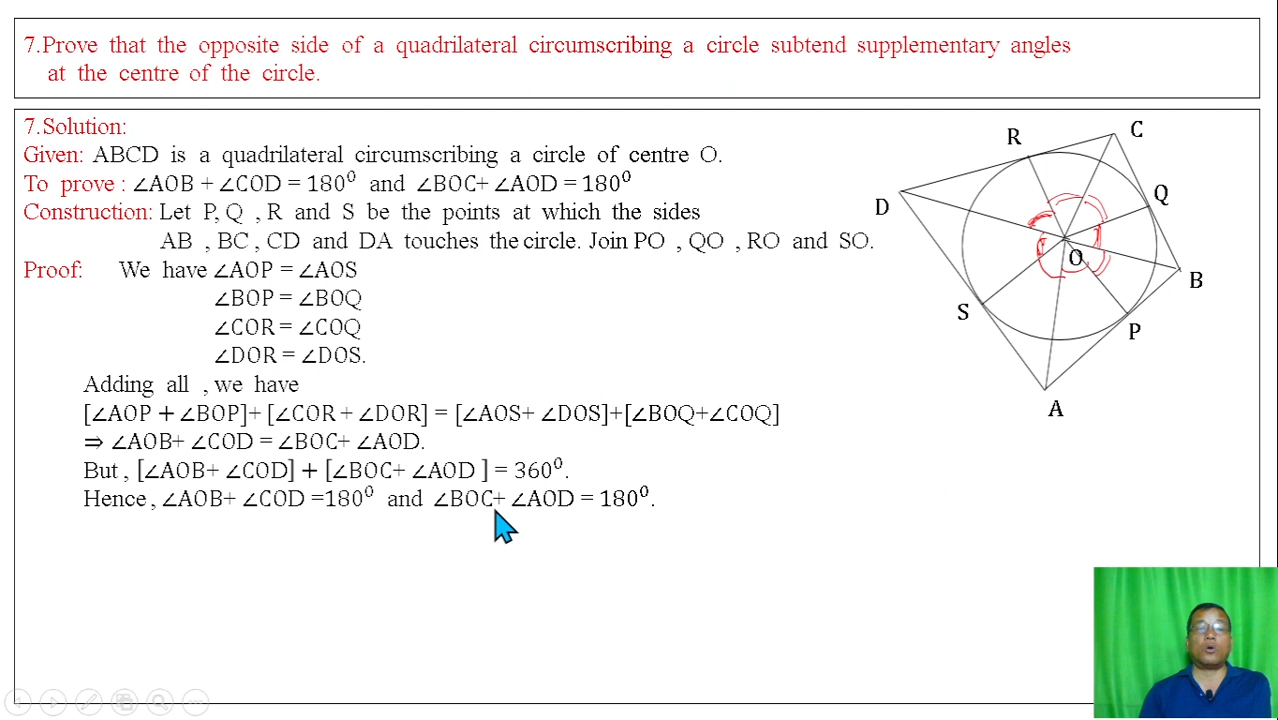 7.Prove that the opposite side of a quadrilateral circumscribing a circle subtend supplementary angles
at the centre of the circle.
7.Solution:
Given: ABCD is a quadrilateral circumscribing a circle of centre O.
To prove : ∠AOB + ∠COD = 180⁰ and ∠BOC+ ∠AOD = 180⁰
Construction: Let P, Q , R and S be the points at which the sides
AB , BC , CD and DA touches the circle. Join PO , QO , RO and SO.
Proof: We have ∠AOP = ∠AOS
∠BOP = ∠BOQ
∠COR = ∠COQ
∠DOR = ∠DOS.
Adding all , we have
[∠AOP + ∠BOP]+ [∠COR + ∠DOR] = [∠AOS+ ∠DOS]+[∠BOQ+∠COQ]
⇒ ∠AOB+ ∠COD = ∠BOC+ ∠AOD.
But , [∠AOB+ ∠COD] + [∠BOC+ ∠AOD ] = 360⁰.
Hence , ∠AOB+ ∠COD =180⁰ and ∠BOC+ ∠AOD = 180⁰.
R
C
Q
D
O
B
S
P
A